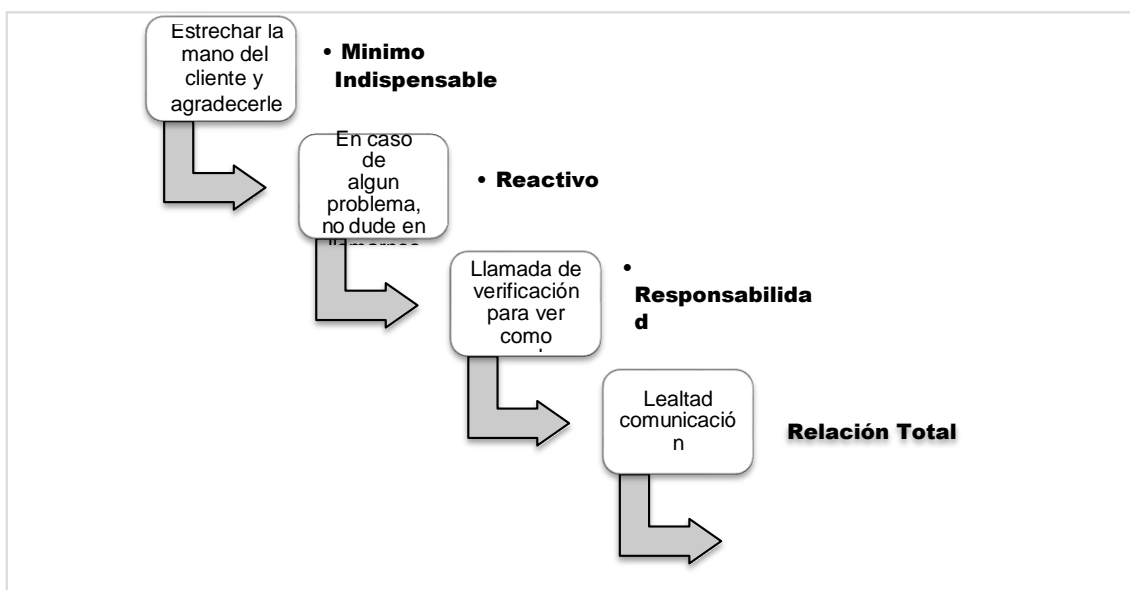 Estrechar la
mano del
cliente y
agradecerle
• Minimo
Indispensable
En caso
de
algun
problema,
no dude en
• Reactivo
Llamada de
verificación
para ver
como
•
Responsabilida
d
Lealtad
comunicació
n
Relación Total